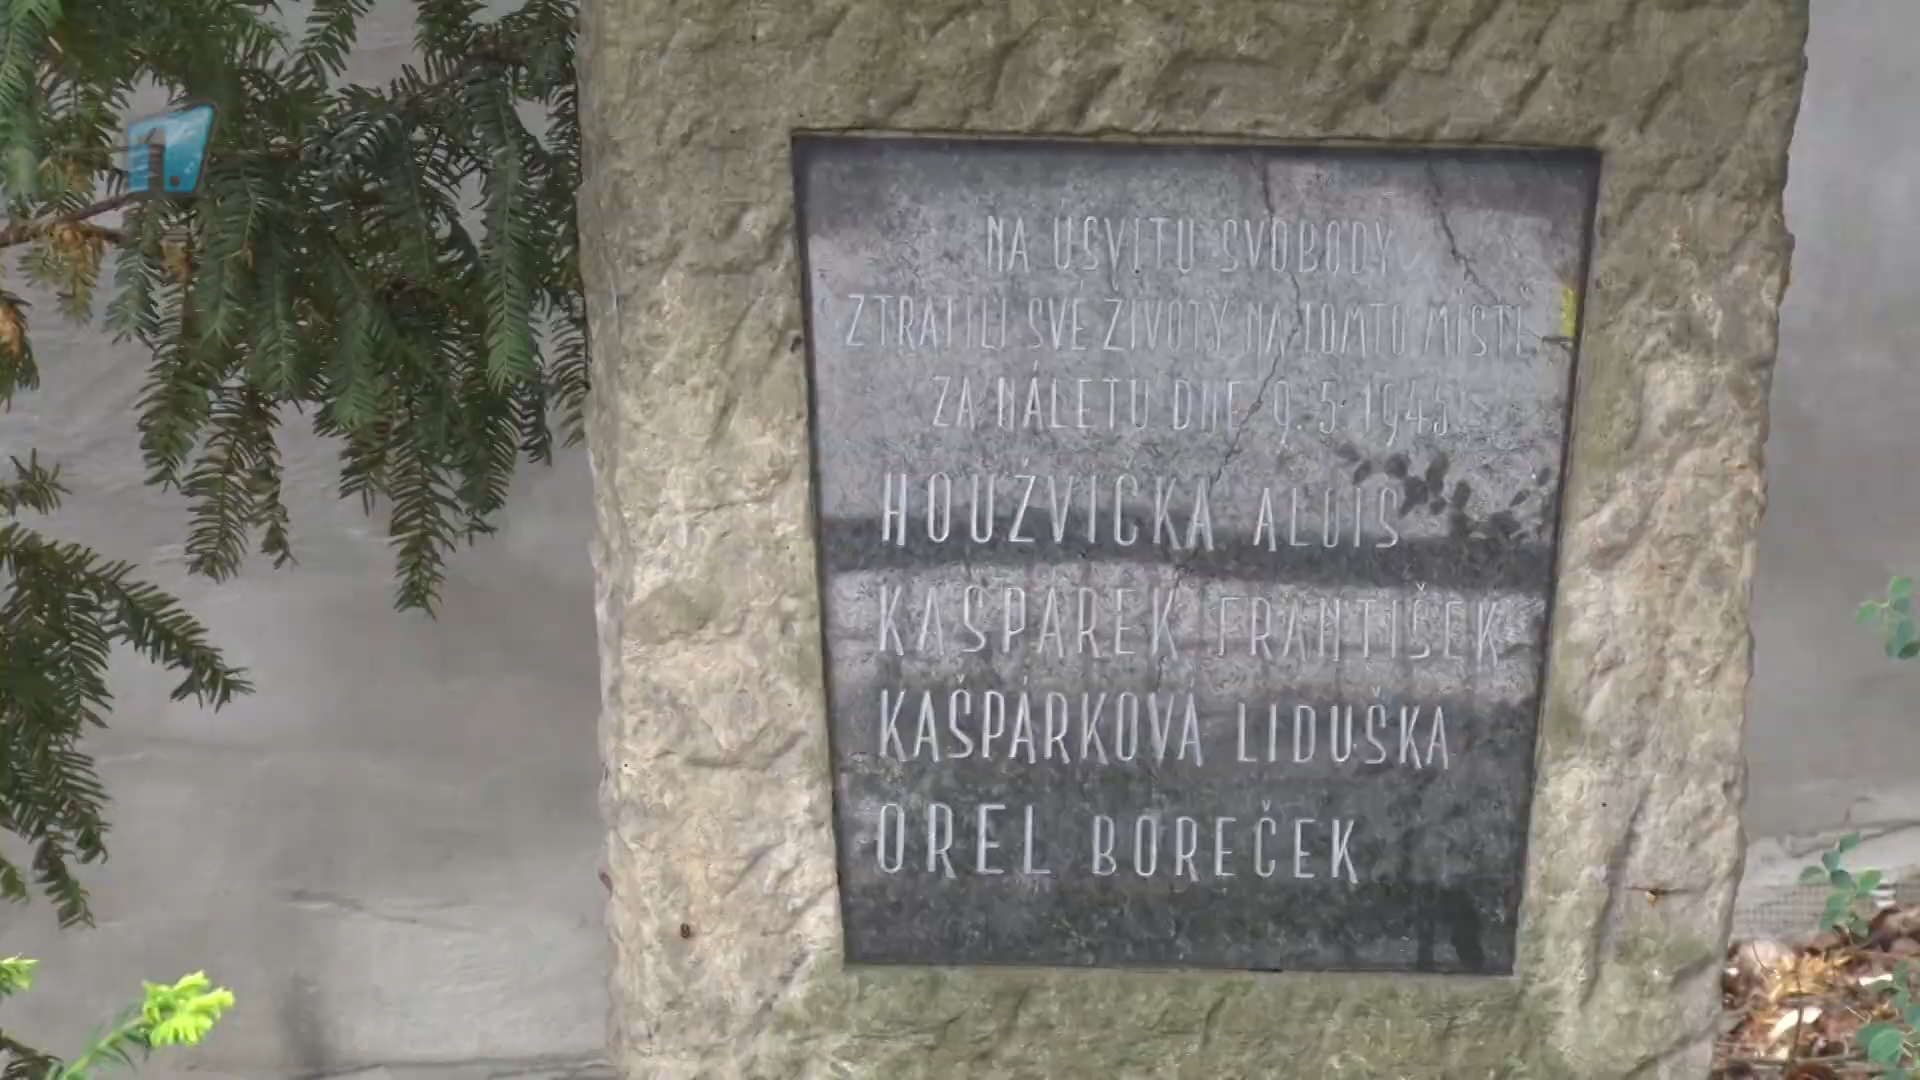 1.
NA ÚSVITU SVOBODY
ZTRATILI SVÉ ŽIVOTY NA TOMTO MÍSTĚ
ZA NÁLETU DNE 9.5.1945
HOUŽVIČKA ALOIS
KAŠPÁREK FRANTIŠEK
KAŠPÁRKOVÁ LIDUŠKA
OREL BOREČEK